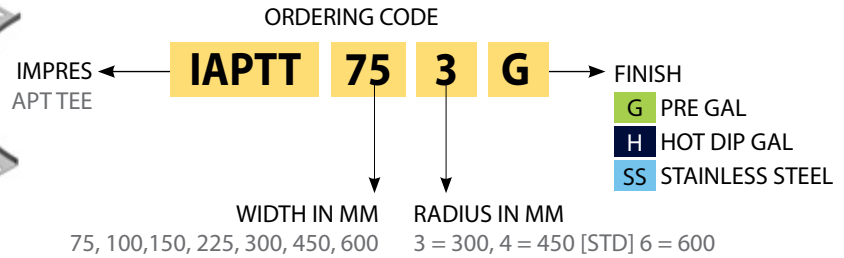 ORDERING CODE
IMPRES
APT TEE
IAPTT 75 3 G
FINISH
G PRE GAL
H HOT DIP GAL
SS STAINLESS STEEL
WIDTH IN MM
75, 100,150, 225, 300, 450, 600
RADIUS IN MM
3 = 300, 4 = 450 [STD] 6 = 600